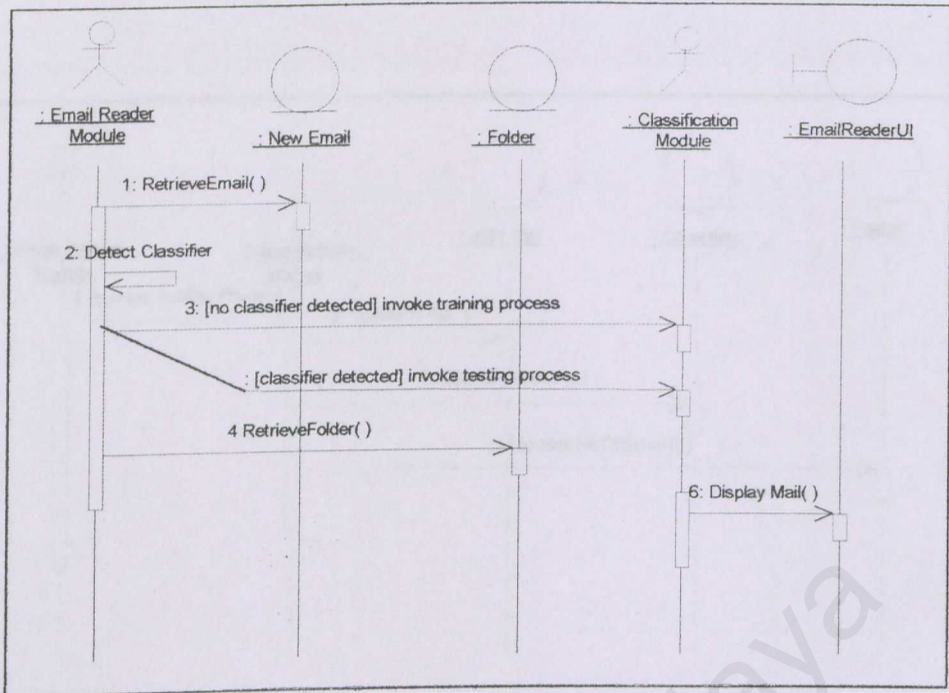 : Email Reader
Module
: New Email
: Folder
: Classification
Module
: EmailReaderUI
1: RetrieveEmail( )
2: Detect Classifier
3: [no classifier detected] invoke training process
: [classifier detected] invoke testing process
4 RetrieveFolder( )
6: Display Mail( )